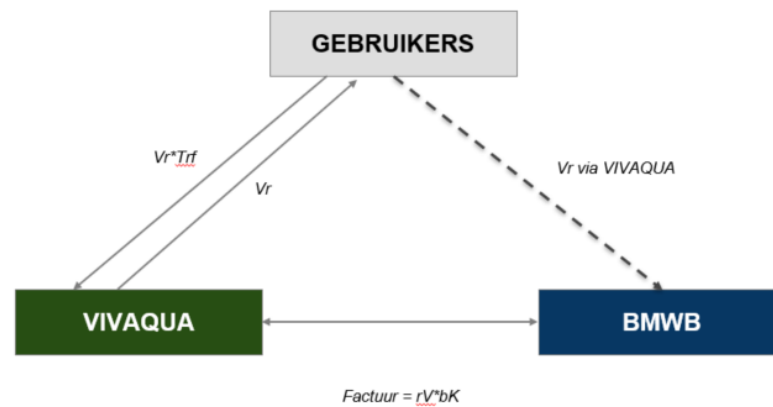 GEBRUIKERS
Vr*Trf
Vr
Vr via VIVAQUA
VIVAQUA
BMWB
Factuur = rV*bK